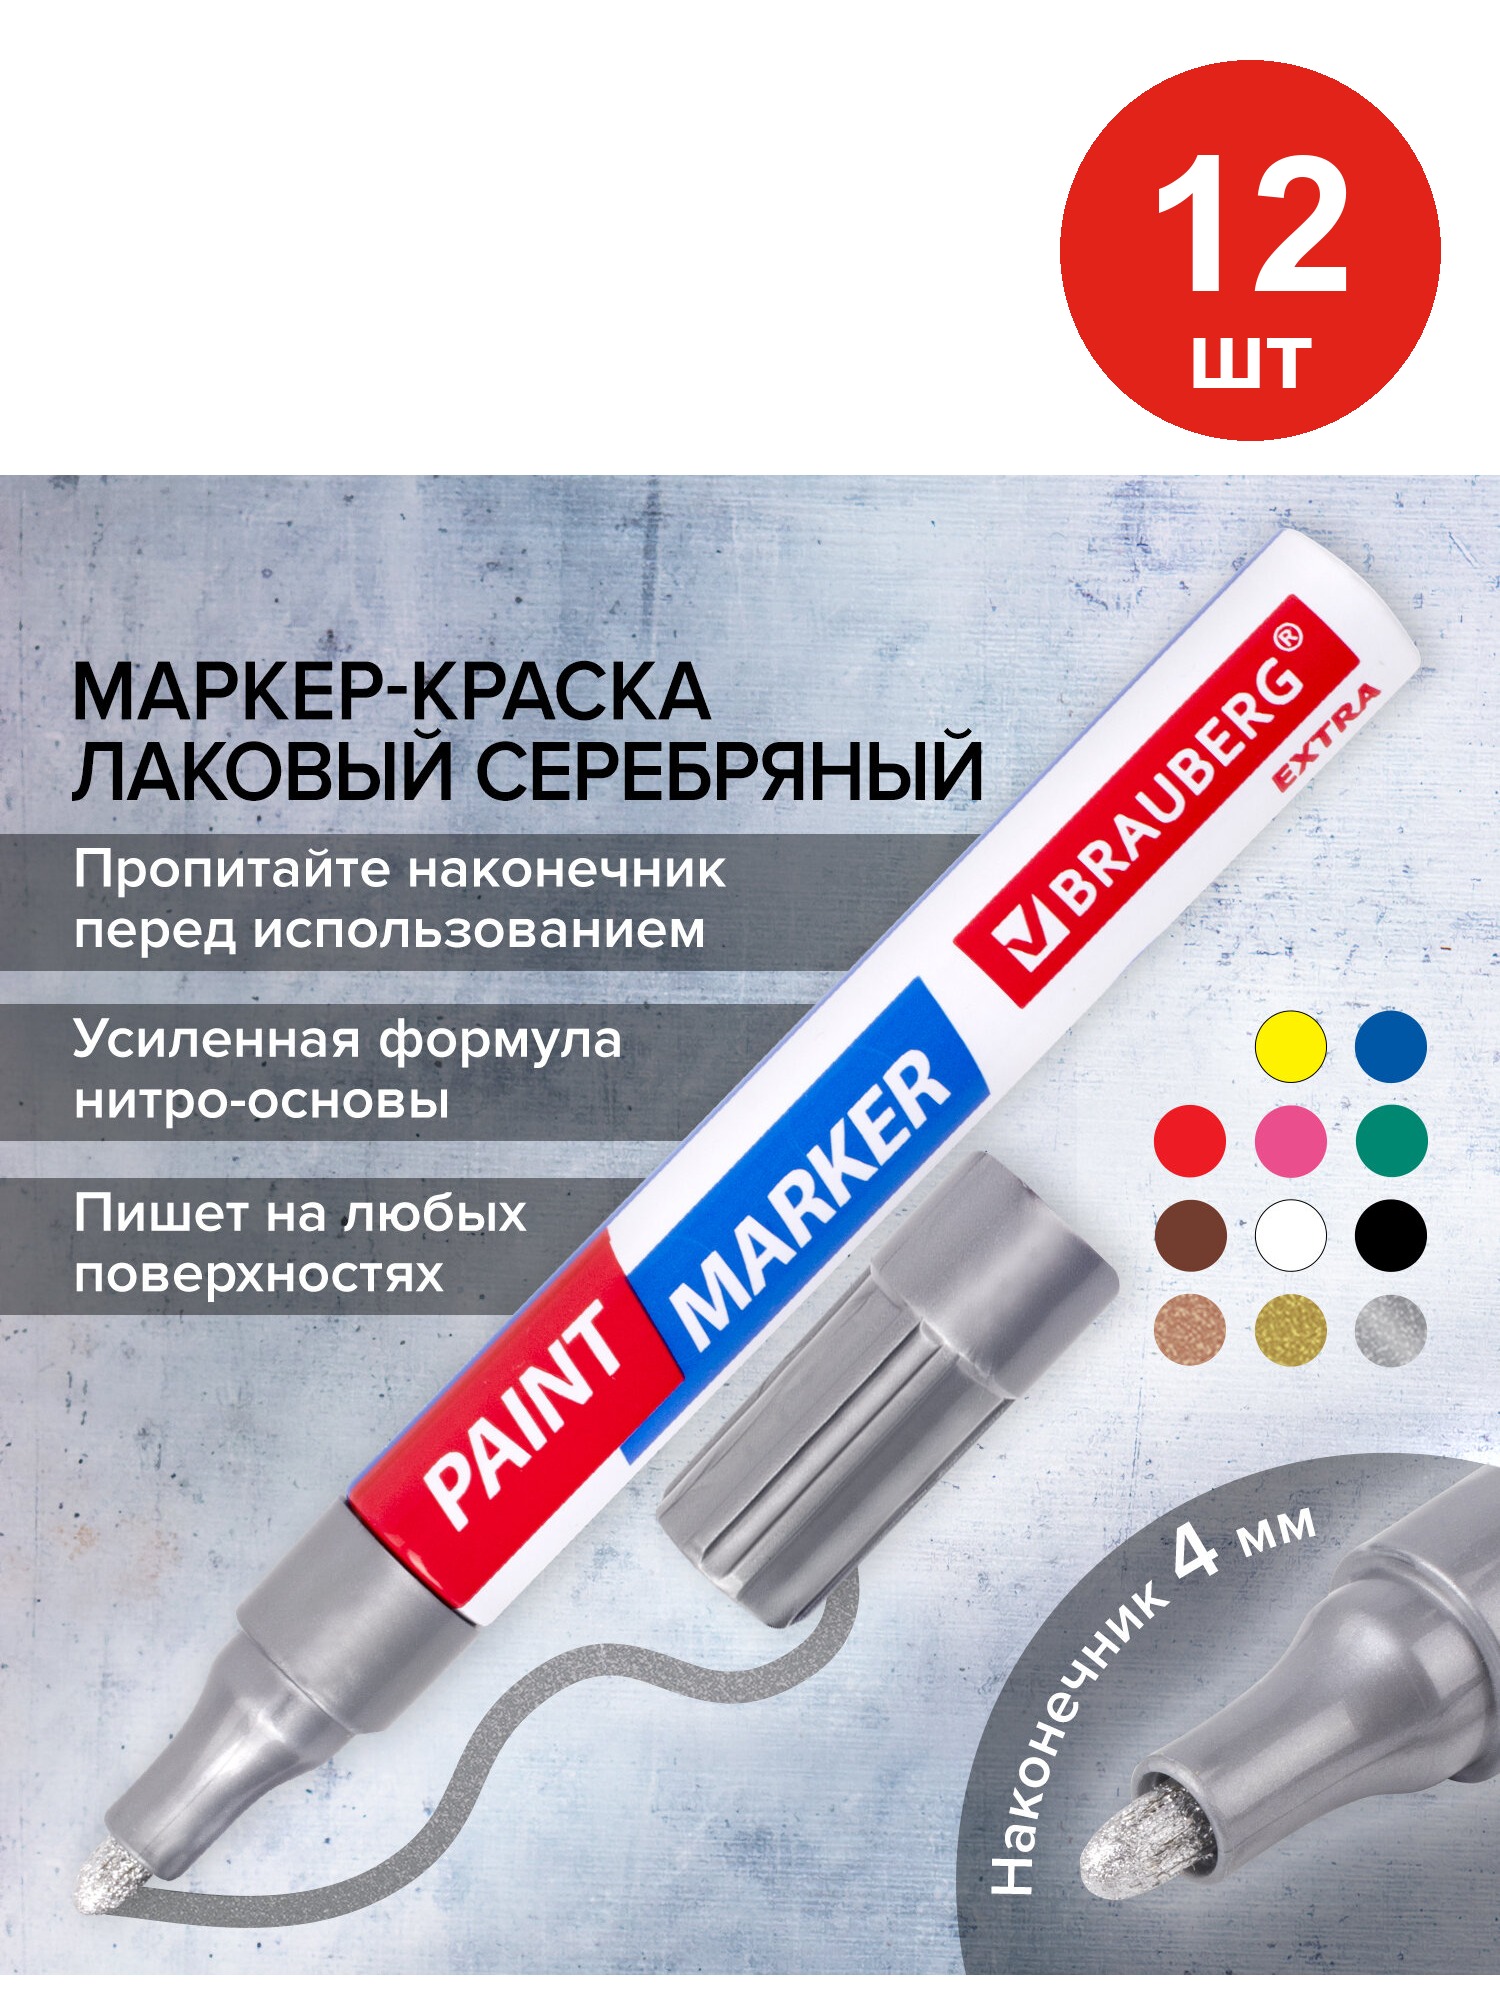 12
шт
МАРКЕР-КРАСКА
ЛАКОВЫЙ СЕРЕБРЯНЫЙ
Пропитайте наконечник
перед использованием
Усиленная формула
нитро-основы
Пишет на любых
поверхностях
BRAUBERG®
EXTRA
PAINT MARKER
Наконечник 4 мм